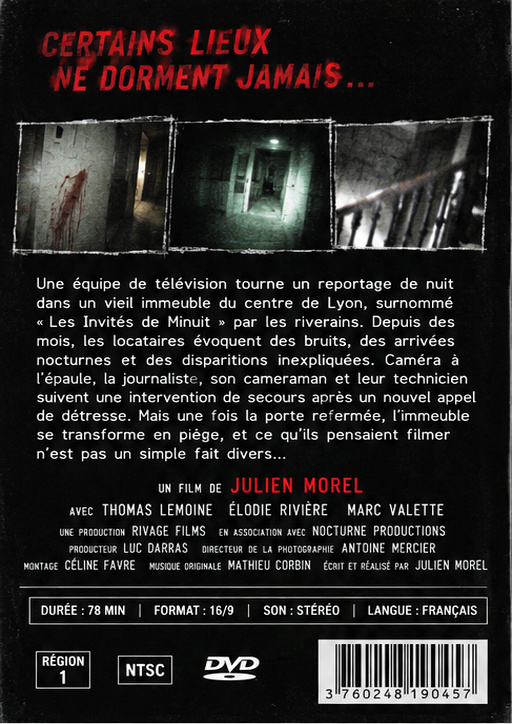 CERTAINS LIEUX
NE DORMENT JAMAIS...
Une équipe de télévision tourne un reportage de nuit
dans un vieil immeuble du centre de Lyon, surnommé
« Les Invités de Minuit » par les riverains. Depuis des
mois, les locataires évoquent des bruits, des arrivées
nocturnes et des disparitions inexpliquées. Caméra à
l'épaule, la journaliste, son cameraman et leur technicien
suivent une intervention de secours après un nouvel appel
de détresse. Mais une fois la porte refermée, l'immeuble
se transforme en piège, et ce qu'ils pensaient filmer
n'est pas un simple fait divers...
UN FILM DE JULIEN MOREL
AVEC THOMAS LEMOINE ÉLODIE RIVIÈRE MARC VALETTE
UNE PRODUCTION RIVAGE FILMS EN ASSOCIATION AVEC NOCTURNE PRODUCTIONS
PRODUCTEUR LUC DARRAS DIRECTEUR DE LA PHOTOGRAPHIE ANTOINE MERCIER
MONTAGE CÉLINE FAVRE MUSIQUE ORIGINALE MATHIEU CORBIN ÉCRIT ET RÉALISÉ PAR JULIEN MOREL
DURÉE : 78 MIN | FORMAT : 16/9 | SON : STÉRÉO | LANGUE : FRANÇAIS
RÉGION
1
NTSC
DVD
3 760248 190457